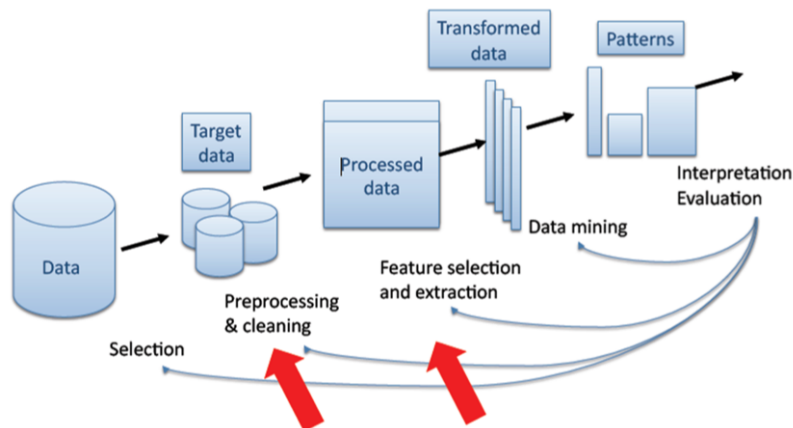 Transformed
data
Patterns
Target
data
Processed
data
Interpretation
Evaluation
Data mining
Data
Feature selection
and extraction
Preprocessing
& cleaning
Selection